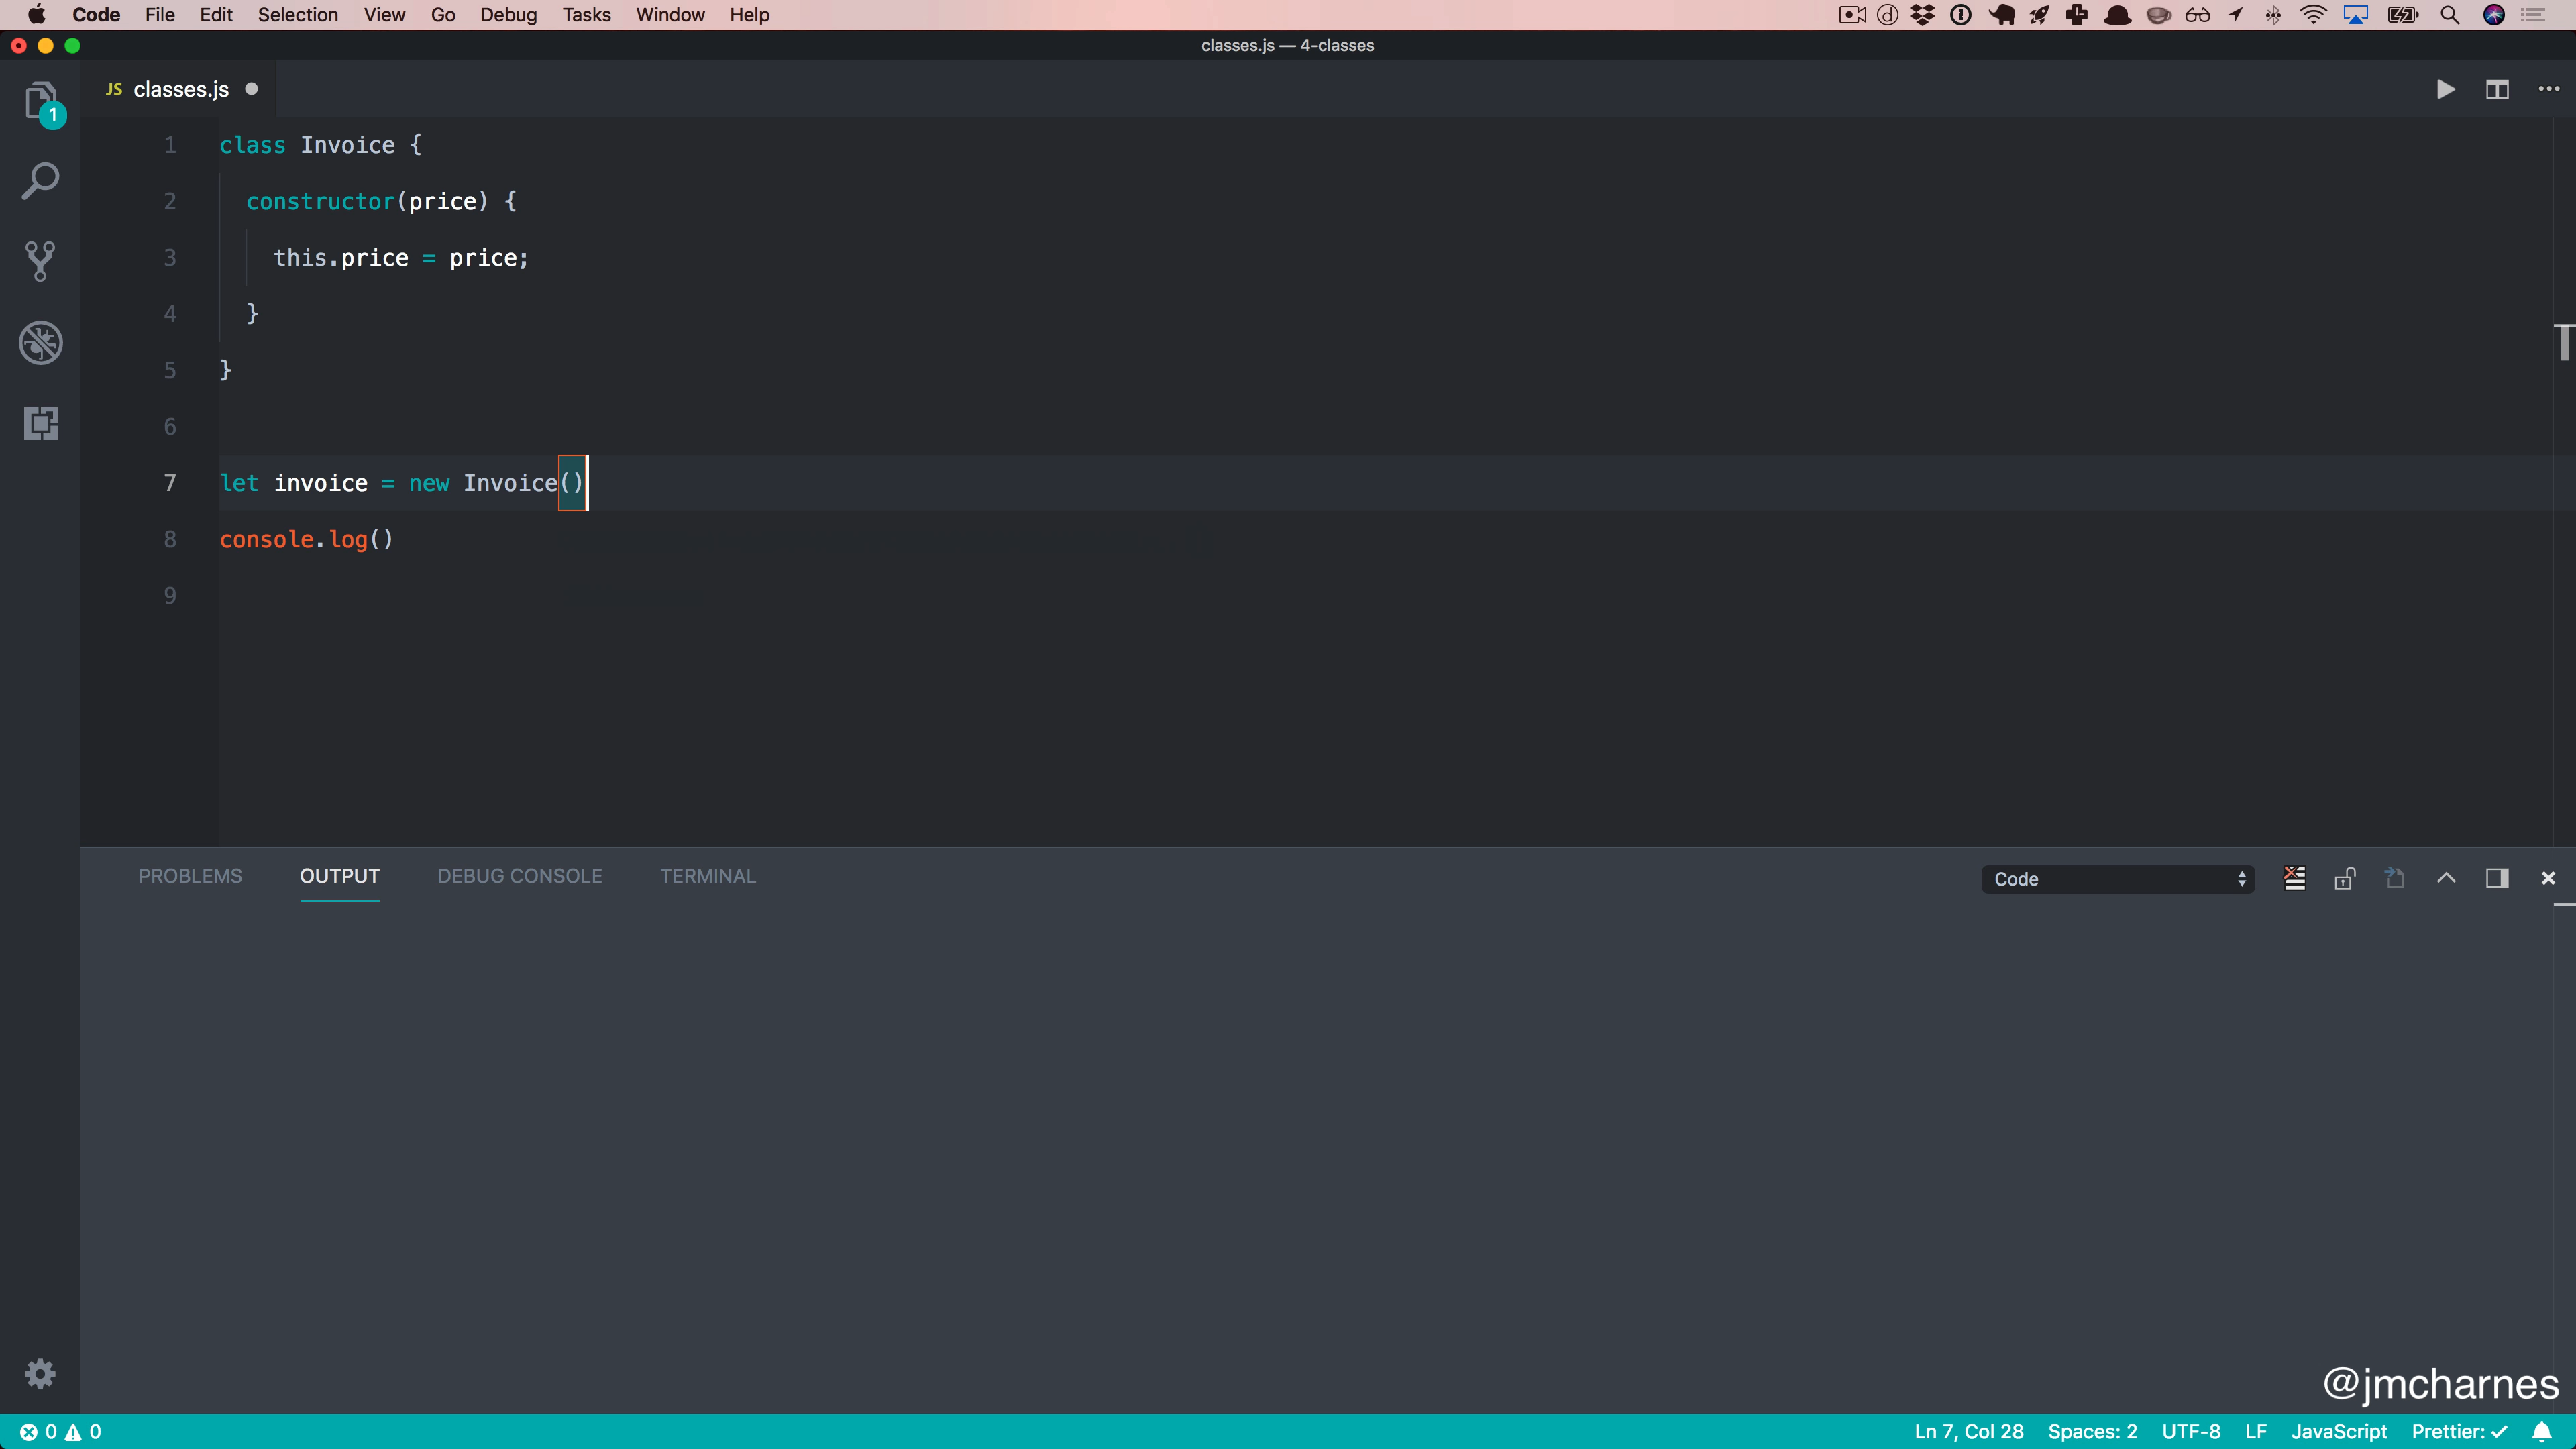 Code File Edit Selection View Go Debug Tasks Window Help
classes.js — 4-classes
1
JS classes.js
1 class Invoice {
2 constructor(price) {
3 this.price = price;
4 }
5 }
6
7 let invoice = new Invoice()
8 console.log()
9
PROBLEMS OUTPUT DEBUG CONSOLE TERMINAL Code
@jmcharnes
0 0 Ln 7, Col 28 Spaces: 2 UTF-8 LF JavaScript Prettier: ✓